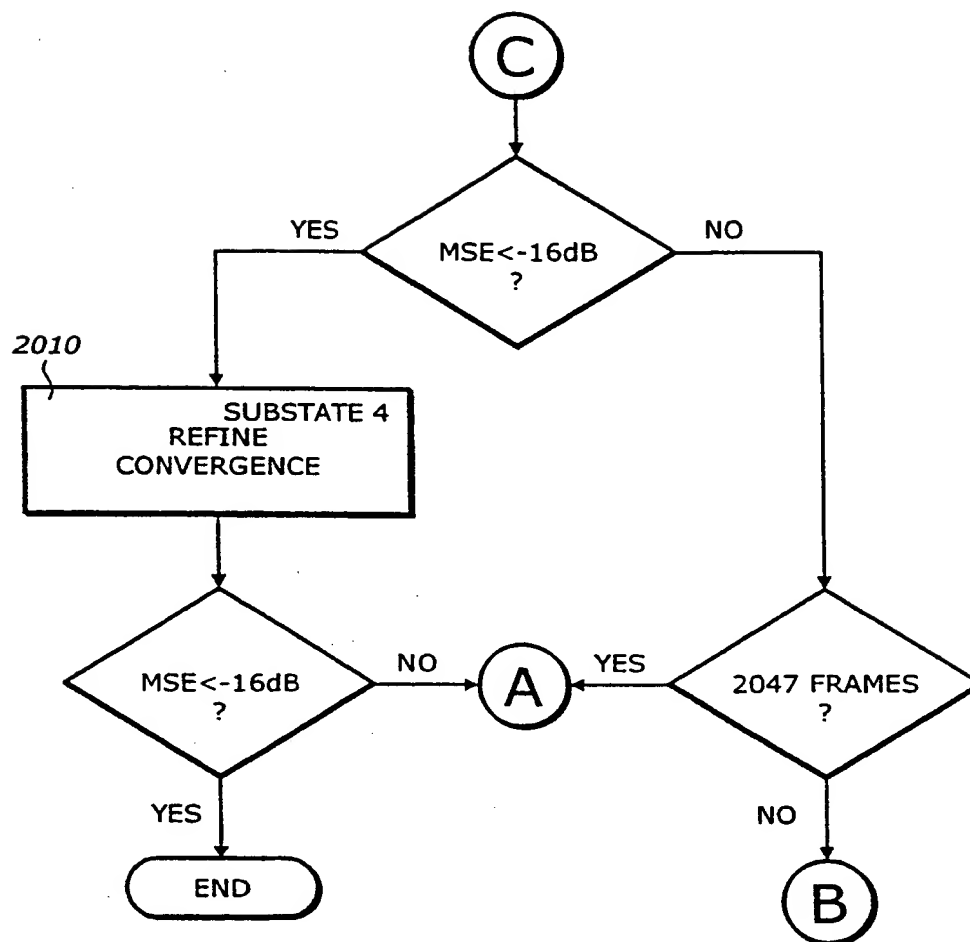 C
MSE<-16dB
?
YES
NO
2010
SUBSTATE 4
REFINE
CONVERGENCE
MSE<-16dB
?
NO
A
YES
2047 FRAMES
?
YES
NO
END
B